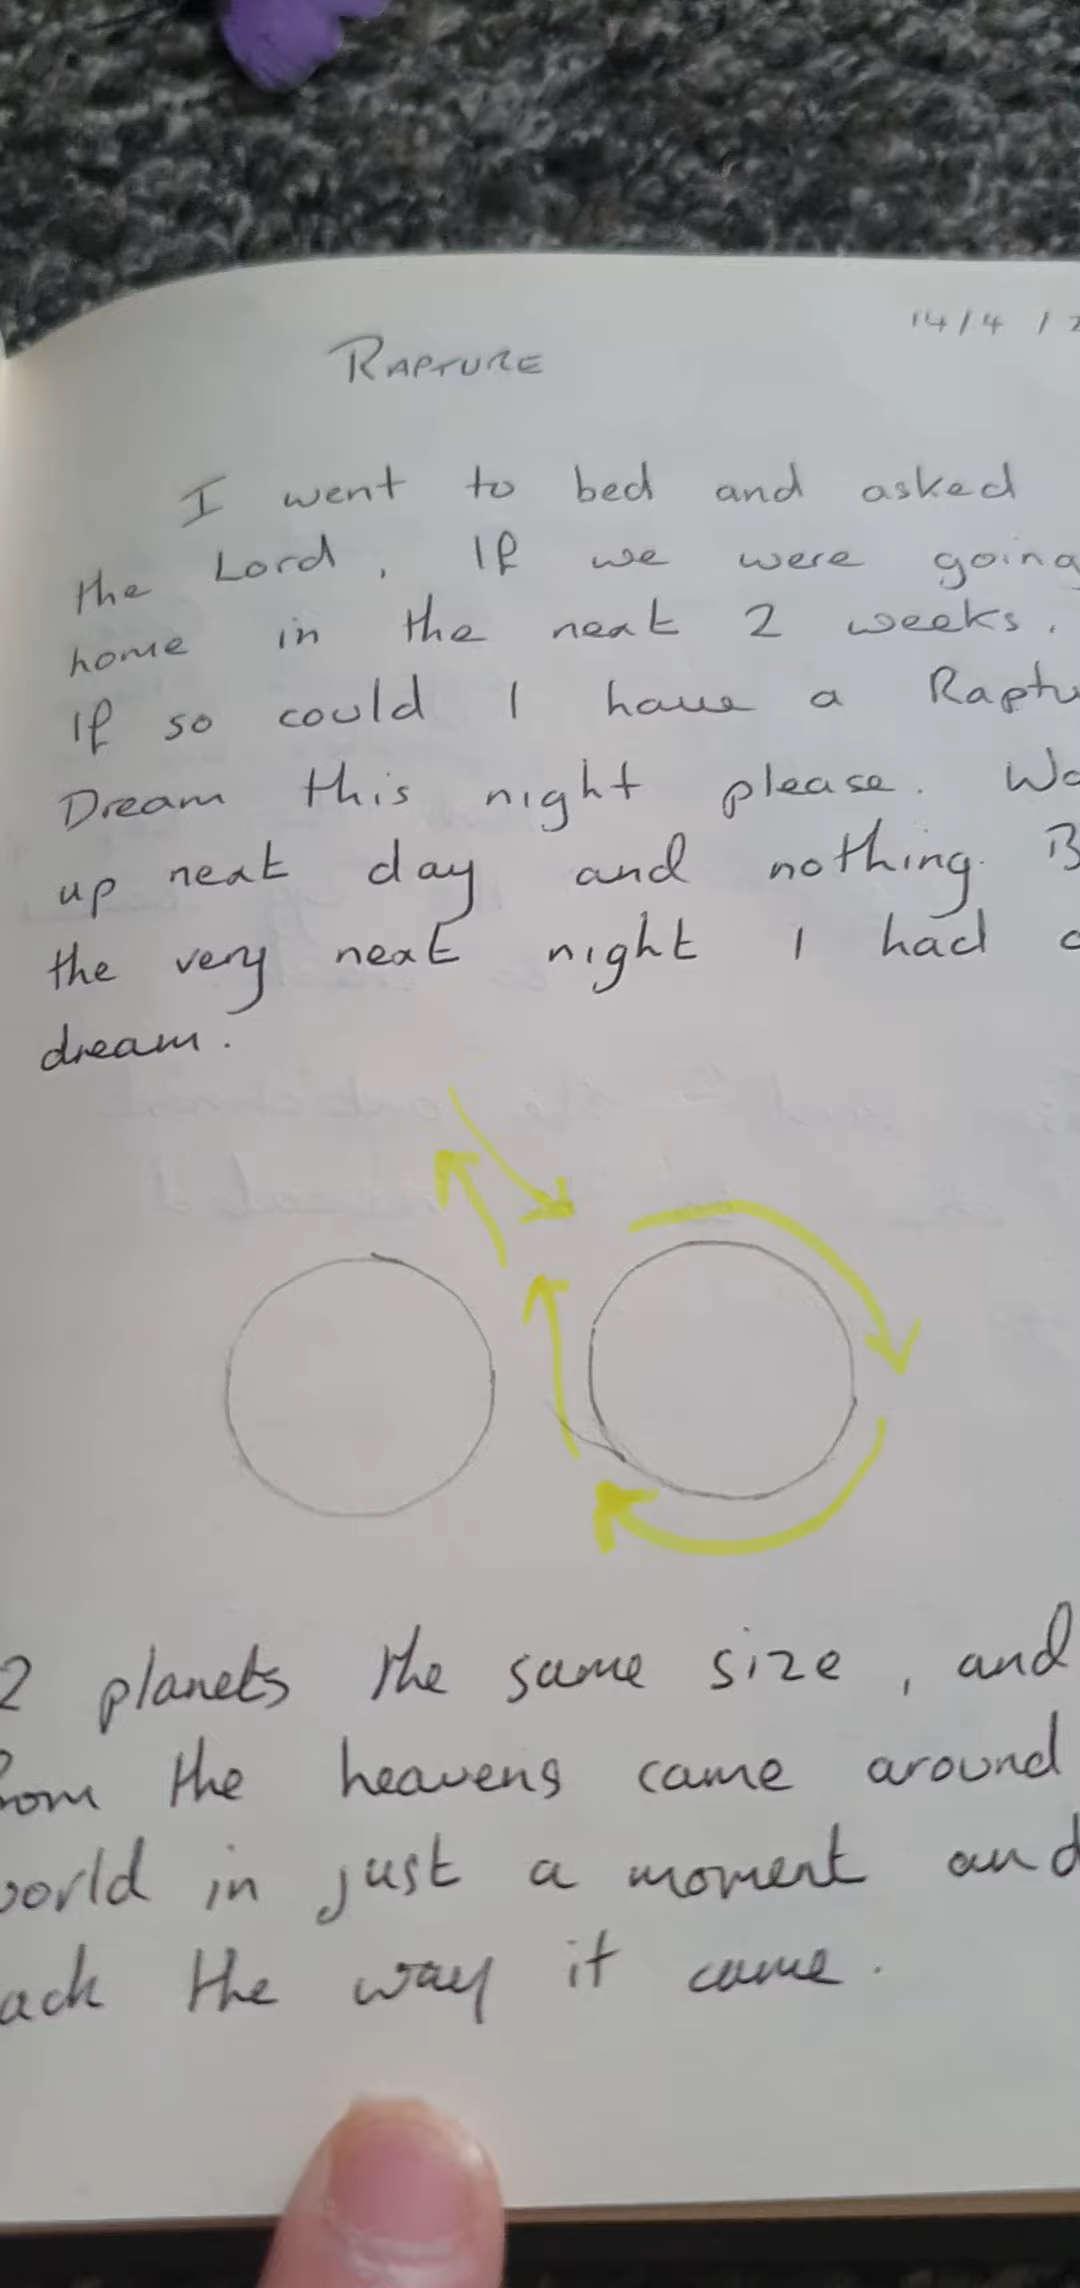 14/4/2
RAPTURE
I went to bed and asked
the Lord, If we were going
home in the next 2 weeks.
If so could I have a Raptu
Dream this night please. Wo
up next day and nothing. B
the very next night I had a
dream.
2 planets the same size, and
rom the heavens came around
world in just a moment and
ack the way it came.